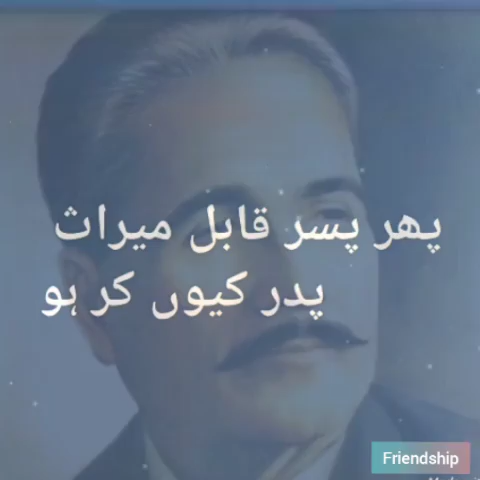 پھر پسر قابل میراث
پدر کیوں کر ہو
Friendship